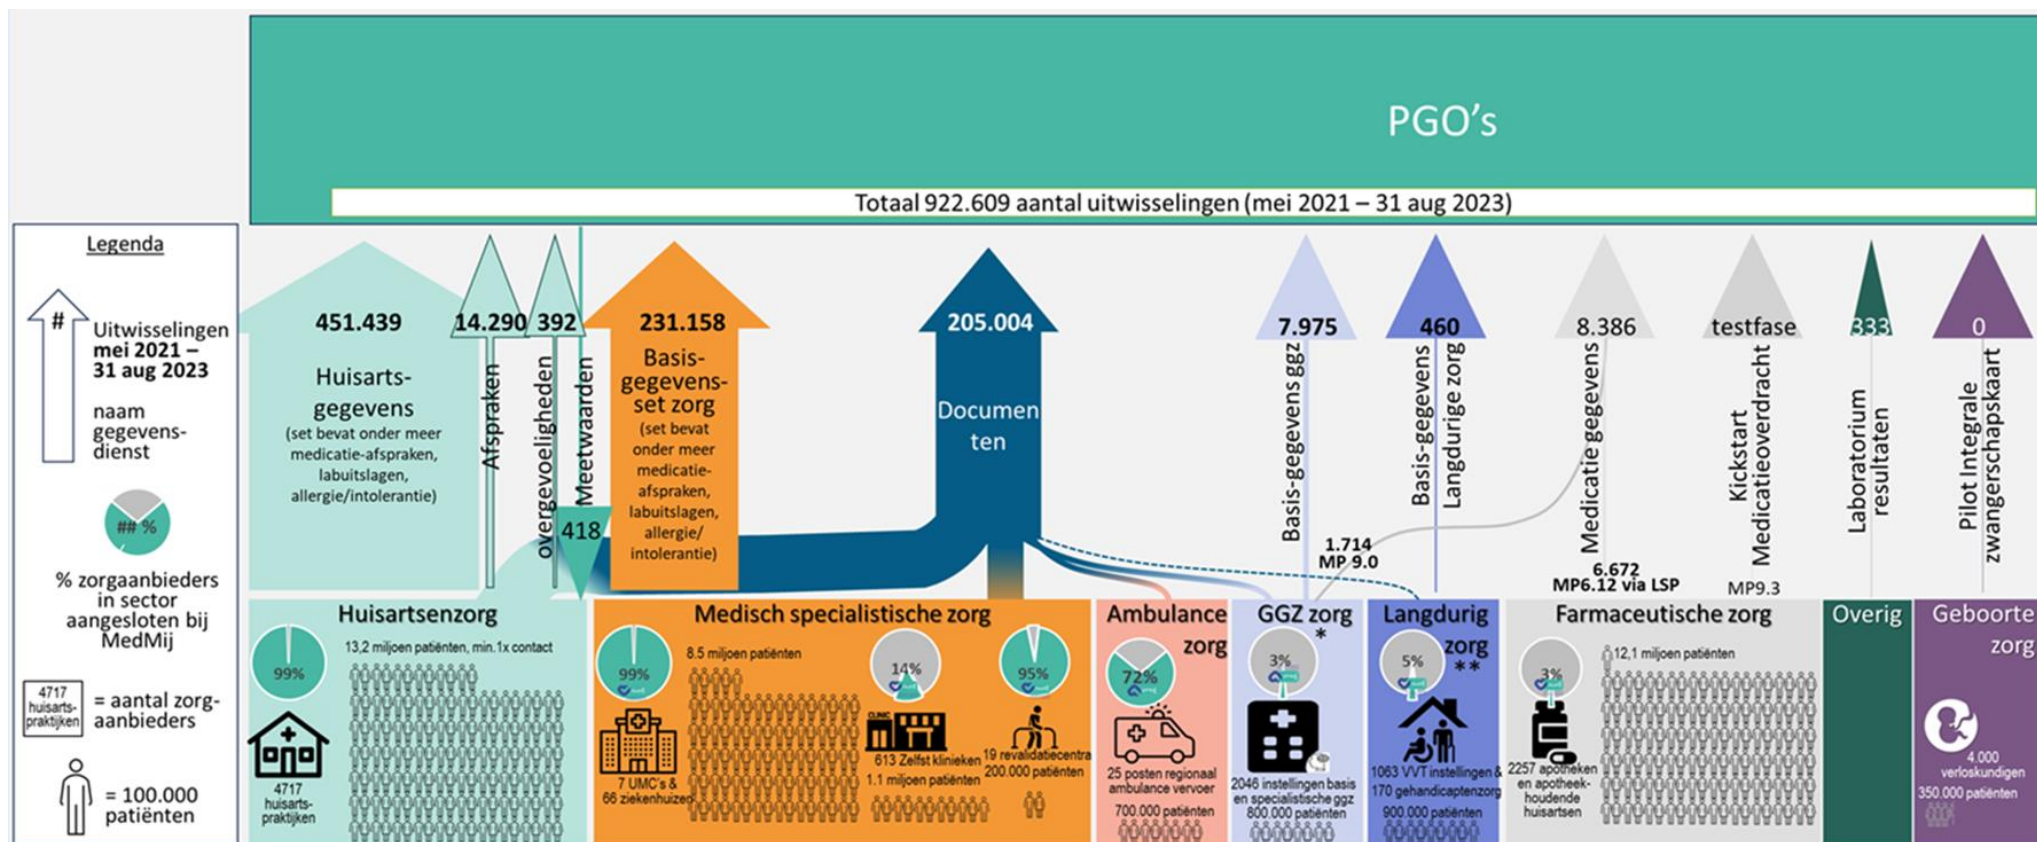 PGO's
Totaal 922.609 aantal uitwisselingen (mei 2021 – 31 aug 2023)
Legenda
#
Uitwisselingen
mei 2021 –
31 aug 2023
naam
gegevens-
dienst
## %
% zorgaanbieders
in sector
aangesloten bij
MedMij
4717
huisarts-
praktijken
= aantal zorg-
aanbieders
= 100.000
patiënten
451.439
Huisarts-
gegevens
(set bevat onder meer
medicatie-afspraken,
labuitslagen,
allergie/intolerantie)
14.290
Afspraken
392
overgevoeligheden
Meetwaarden
418
231.158
Basis-
gegevens-
set zorg
(set bevat
onder meer
medicatie-
afspraken,
labuitslagen,
allergie/
intolerantie)
205.004
Documen
ten
7.975
Basis-gegevens ggz
460
Basis-gegevens
Langdurige zorg
8.386
Medicatie gegevens
1.714
MP 9.0
6.672
MP6.12 via LSP
testfase
Kickstart
Medicatieoverdracht
MP9.3
333
Laboratorium
resultaten
0
Pilot Integrale
zwangerschapskaart
Huisartsenzorg
99%
13,2 miljoen patiënten, min.1x contact
4717
huisarts-
praktijken
Medisch specialistische zorg
99%
8.5 miljoen patiënten
7 UMC's &
66 ziekenhuizen
14%
CLINIC
613 Zelfst klinieken
1.1 miljoen patiënten
95%
19 revalidatiecentra
200.000 patiënten
Ambulance
zorg
72%
25 posten regionaal
ambulance vervoer
700.000 patiënten
GGZ zorg
*
3%
2046 instellingen basis
en specialistische ggz
800.000 patiënten
Langdurig
zorg
**
5%
1063 VVT instellingen &
170 gehandicaptenzorg
900.000 patiënten
Farmaceutische zorg
3%
12,1 miljoen patiënten
2257 apotheken
en apotheek-
houdende
huisartsen
Overig
Geboorte
zorg
4.000
verloskundigen
350.000 patiënten